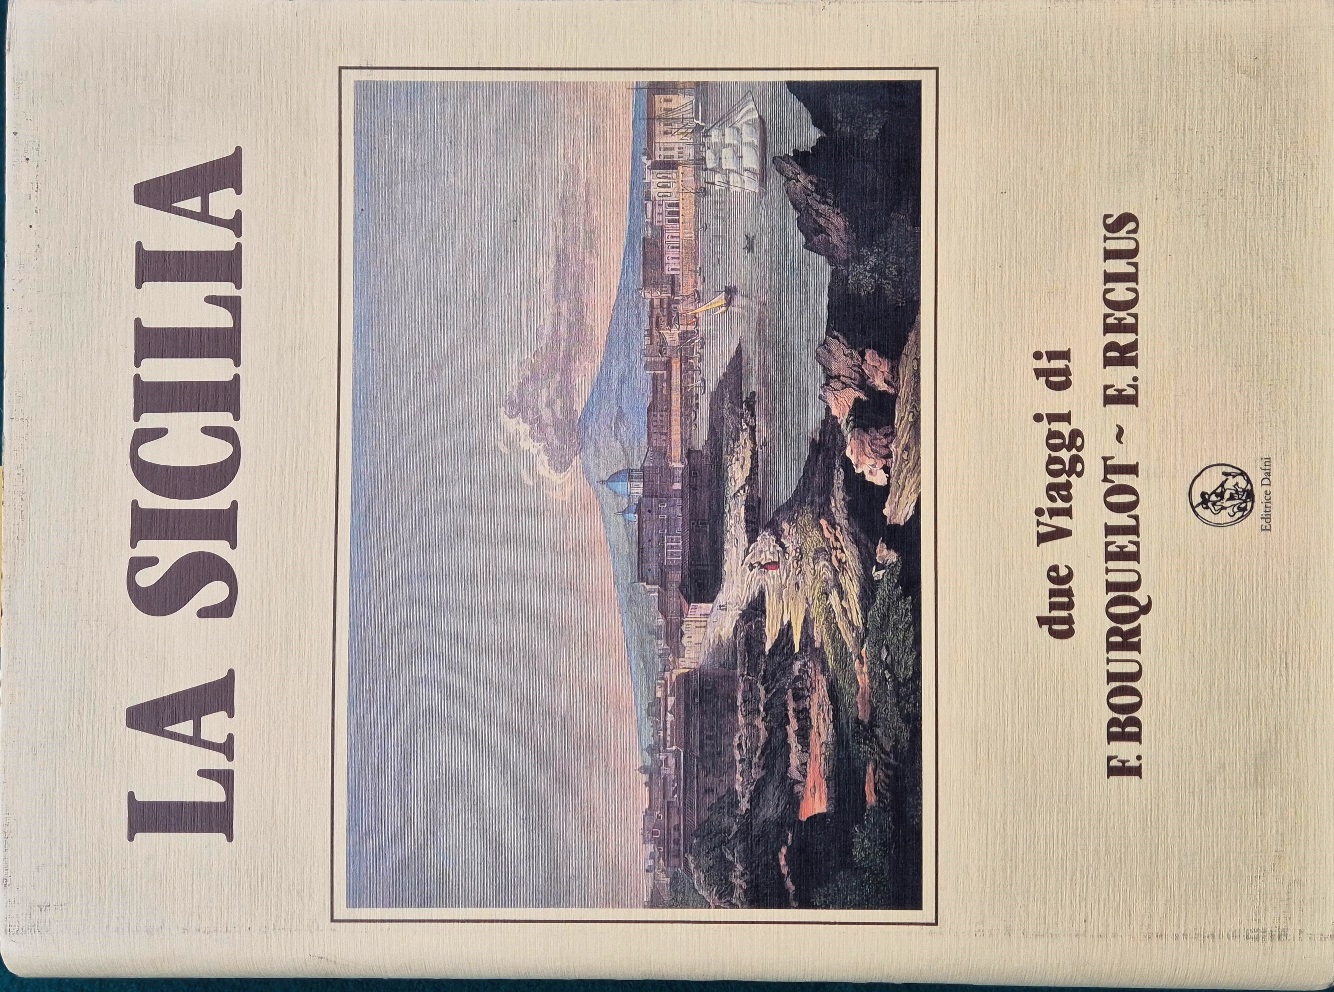 LA SICILIA
due Viaggi di
F. BOURQUELOT ~ E. RECLUS
Editrice Dafni